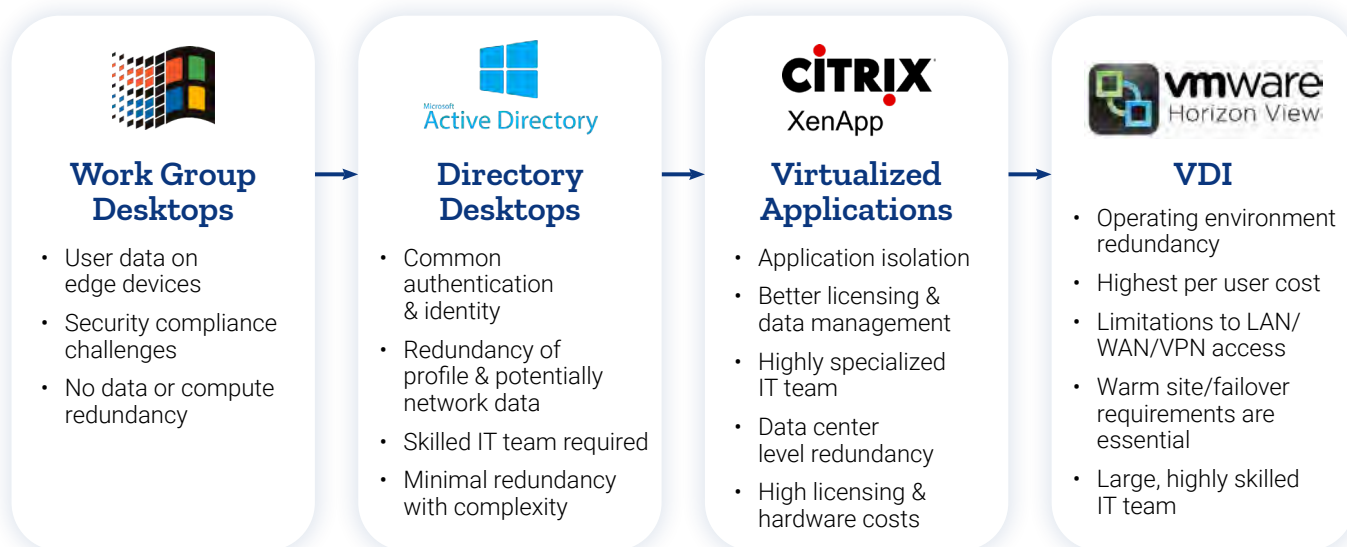 Work Group
Desktops
• User data on
edge devices
• Security compliance
challenges
• No data or compute
redundancy
Microsoft
Active Directory
Directory
Desktops
• Common
authentication
& identity
• Redundancy of
profile & potentially
network data
• Skilled IT team required
• Minimal redundancy
with complexity
CİTRIX
XenApp
Virtualized
Applications
• Application isolation
• Better licensing &
data management
• Highly specialized
IT team
• Data center
level redundancy
• High licensing &
hardware costs
vmware
Horizon View
VDI
• Operating environment
redundancy
• Highest per user cost
• Limitations to LAN/
WAN/VPN access
• Warm site/failover
requirements are
essential
• Large, highly skilled
IT team